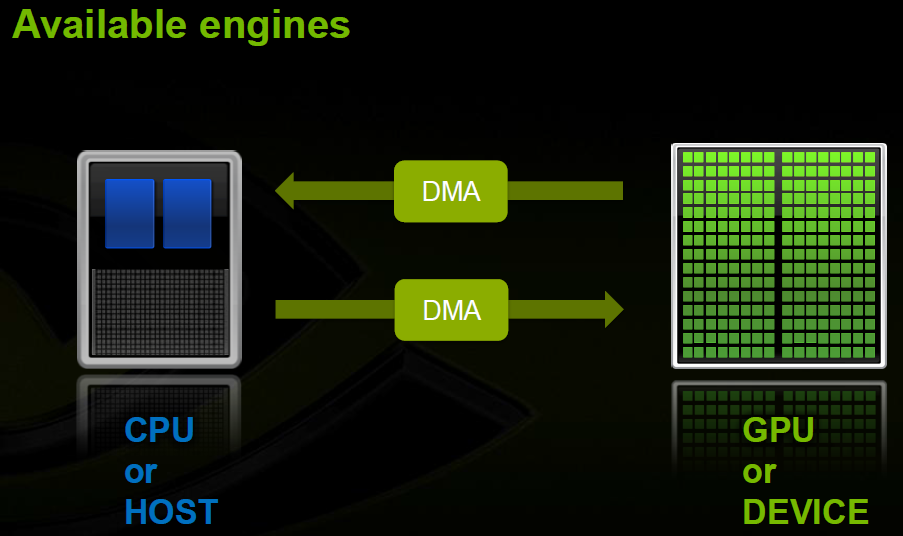 Available engines
DMA
DMA
CPU
or
HOST
GPU
or
DEVICE